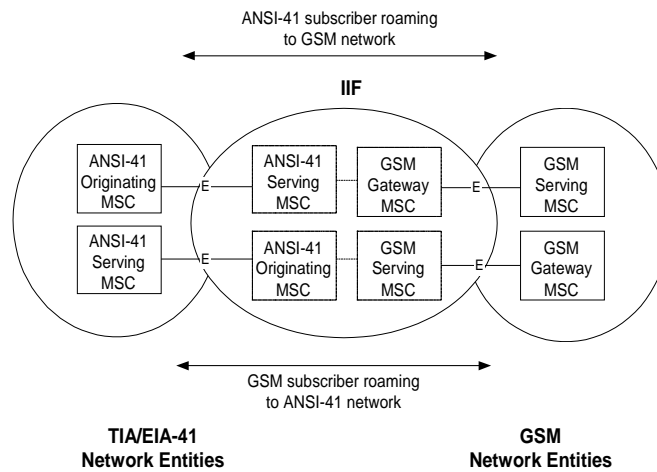 ANSI-41 subscriber roaming
to GSM network
IIF
ANSI-41
Originating
MSC
E
ANSI-41
Serving
MSC
GSM
Gateway
MSC
E
GSM
Serving
MSC
ANSI-41
Serving
MSC
E
ANSI-41
Originating
MSC
GSM
Serving
MSC
E
GSM
Gateway
MSC
GSM subscriber roaming
to ANSI-41 network
TIA/EIA-41
Network Entities
GSM
Network Entities